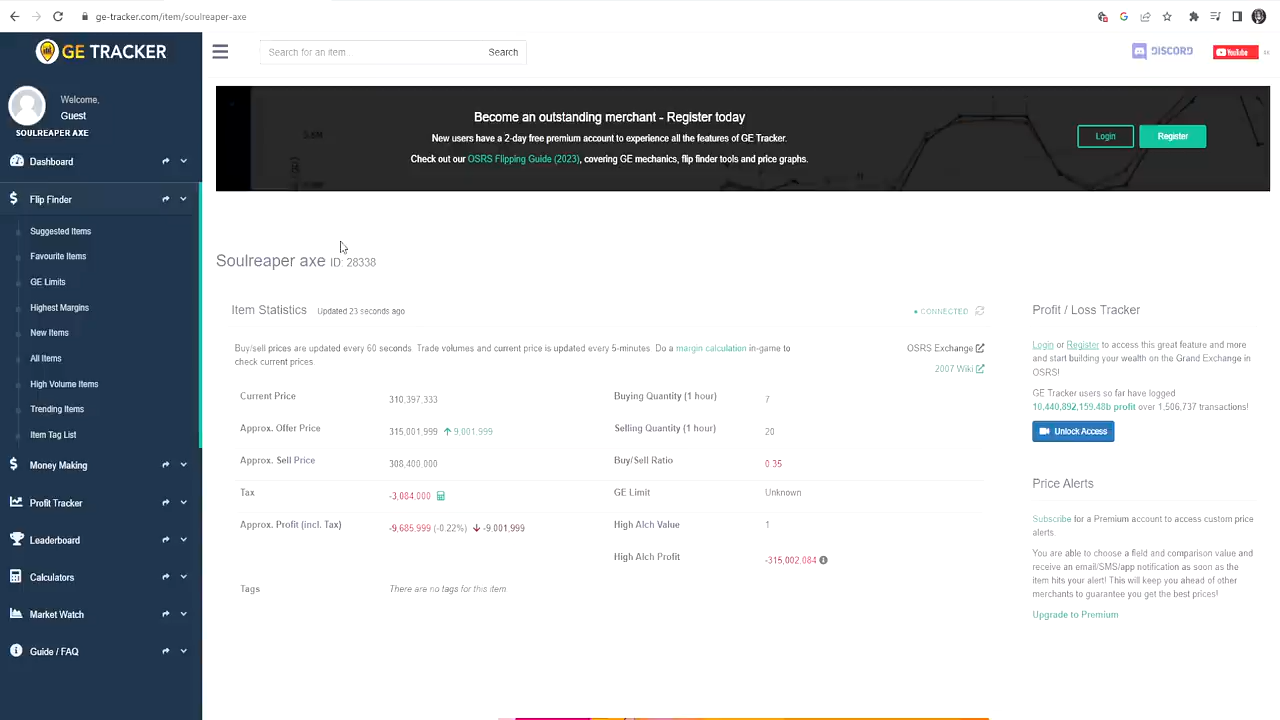 ge-tracker.com/item/soulreaper-axe
GE TRACKER
Search for an item...
Search
DISCORD
YouTube
Welcome,
Guest
SOULREAPER AXE
Dashboard
Flip Finder
Suggested Items
Favourite Items
GE Limits
Highest Margins
New Items
All Items
High Volume Items
Trending Items
Item Tag List
Money Making
Profit Tracker
Leaderboard
Calculators
Market Watch
Guide / FAQ
Become an outstanding merchant - Register today
New users have a 2-day free premium account to experience all the features of GE Tracker.
Check out our OSRS Flipping Guide (2023), covering GE mechanics, flip finder tools and price graphs.
Login
Register
Soulreaper axe ID: 28338
Item Statistics Updated 23 seconds ago
CONNECTED
Buy/sell prices are updated every 60 seconds. Trade volumes and current price is updated every 5-minutes. Do a margin calculation in-game to
check current prices.
OSRS Exchange
2007 Wiki
Current Price 310,397,333
Approx. Offer Price 315,001,999 9,001,999
Approx. Sell Price 308,400,000
Tax -3,084,000
Approx. Profit (incl. Tax) -9,685,999 (-0.22%) -9,001,999
Tags There are no tags for this item.
Buying Quantity (1 hour) 7
Selling Quantity (1 hour) 20
Buy/Sell Ratio 0.35
GE Limit Unknown
High Alch Value 1
High Alch Profit -315,002,084
Profit / Loss Tracker
Login or Register to access this great feature and more
and start building your wealth on the Grand Exchange in
OSRS!
GE Tracker users so far have logged
10,440,892,159.48b profit over 1,506,737 transactions!
Unlock Access
Price Alerts
Subscribe for a Premium account to access custom price
alerts.
You are able to choose a field and comparison value and
receive an email/SMS/app notification as soon as the
item hits your alert! This will keep you ahead of other
merchants to guarantee you get the best prices!
Upgrade to Premium